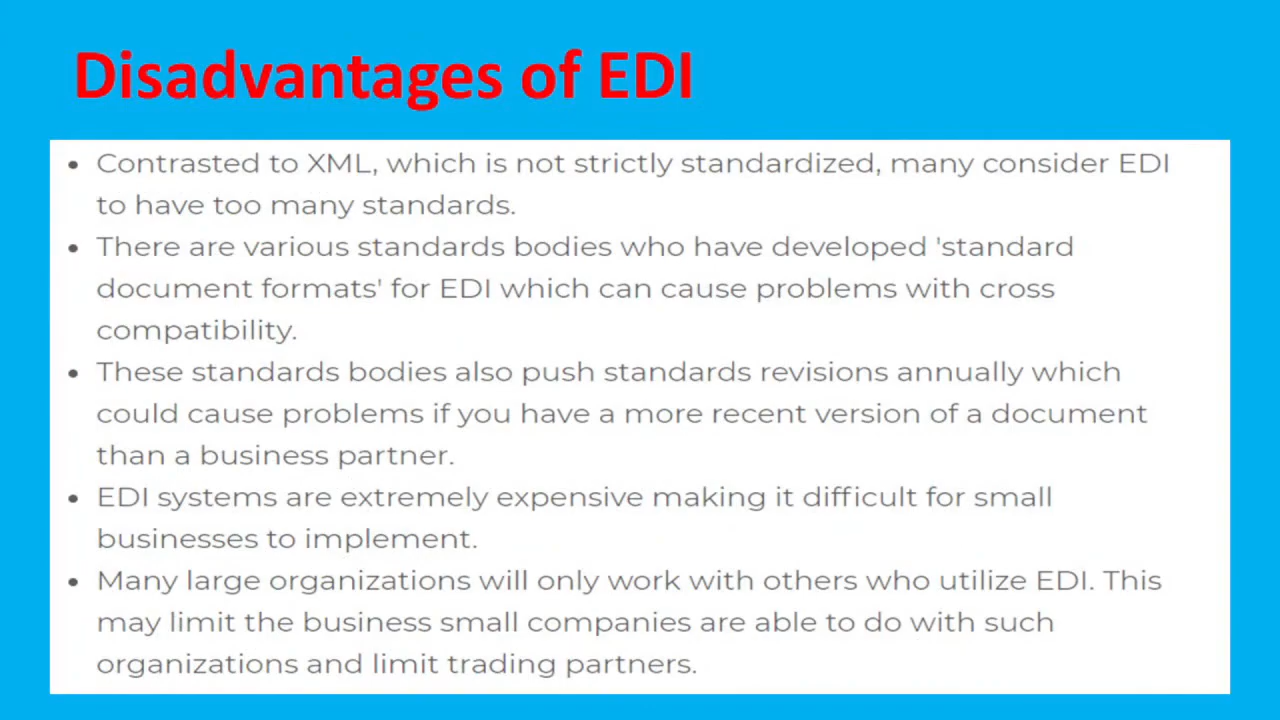 Disadvantages of EDI
• Contrasted to XML, which is not strictly standardized, many consider EDI
to have too many standards.
• There are various standards bodies who have developed 'standard
document formats' for EDI which can cause problems with cross
compatibility.
• These standards bodies also push standards revisions annually which
could cause problems if you have a more recent version of a document
than a business partner.
• EDI systems are extremely expensive making it difficult for small
businesses to implement.
• Many large organizations will only work with others who utilize EDI. This
may limit the business small companies are able to do with such
organizations and limit trading partners.